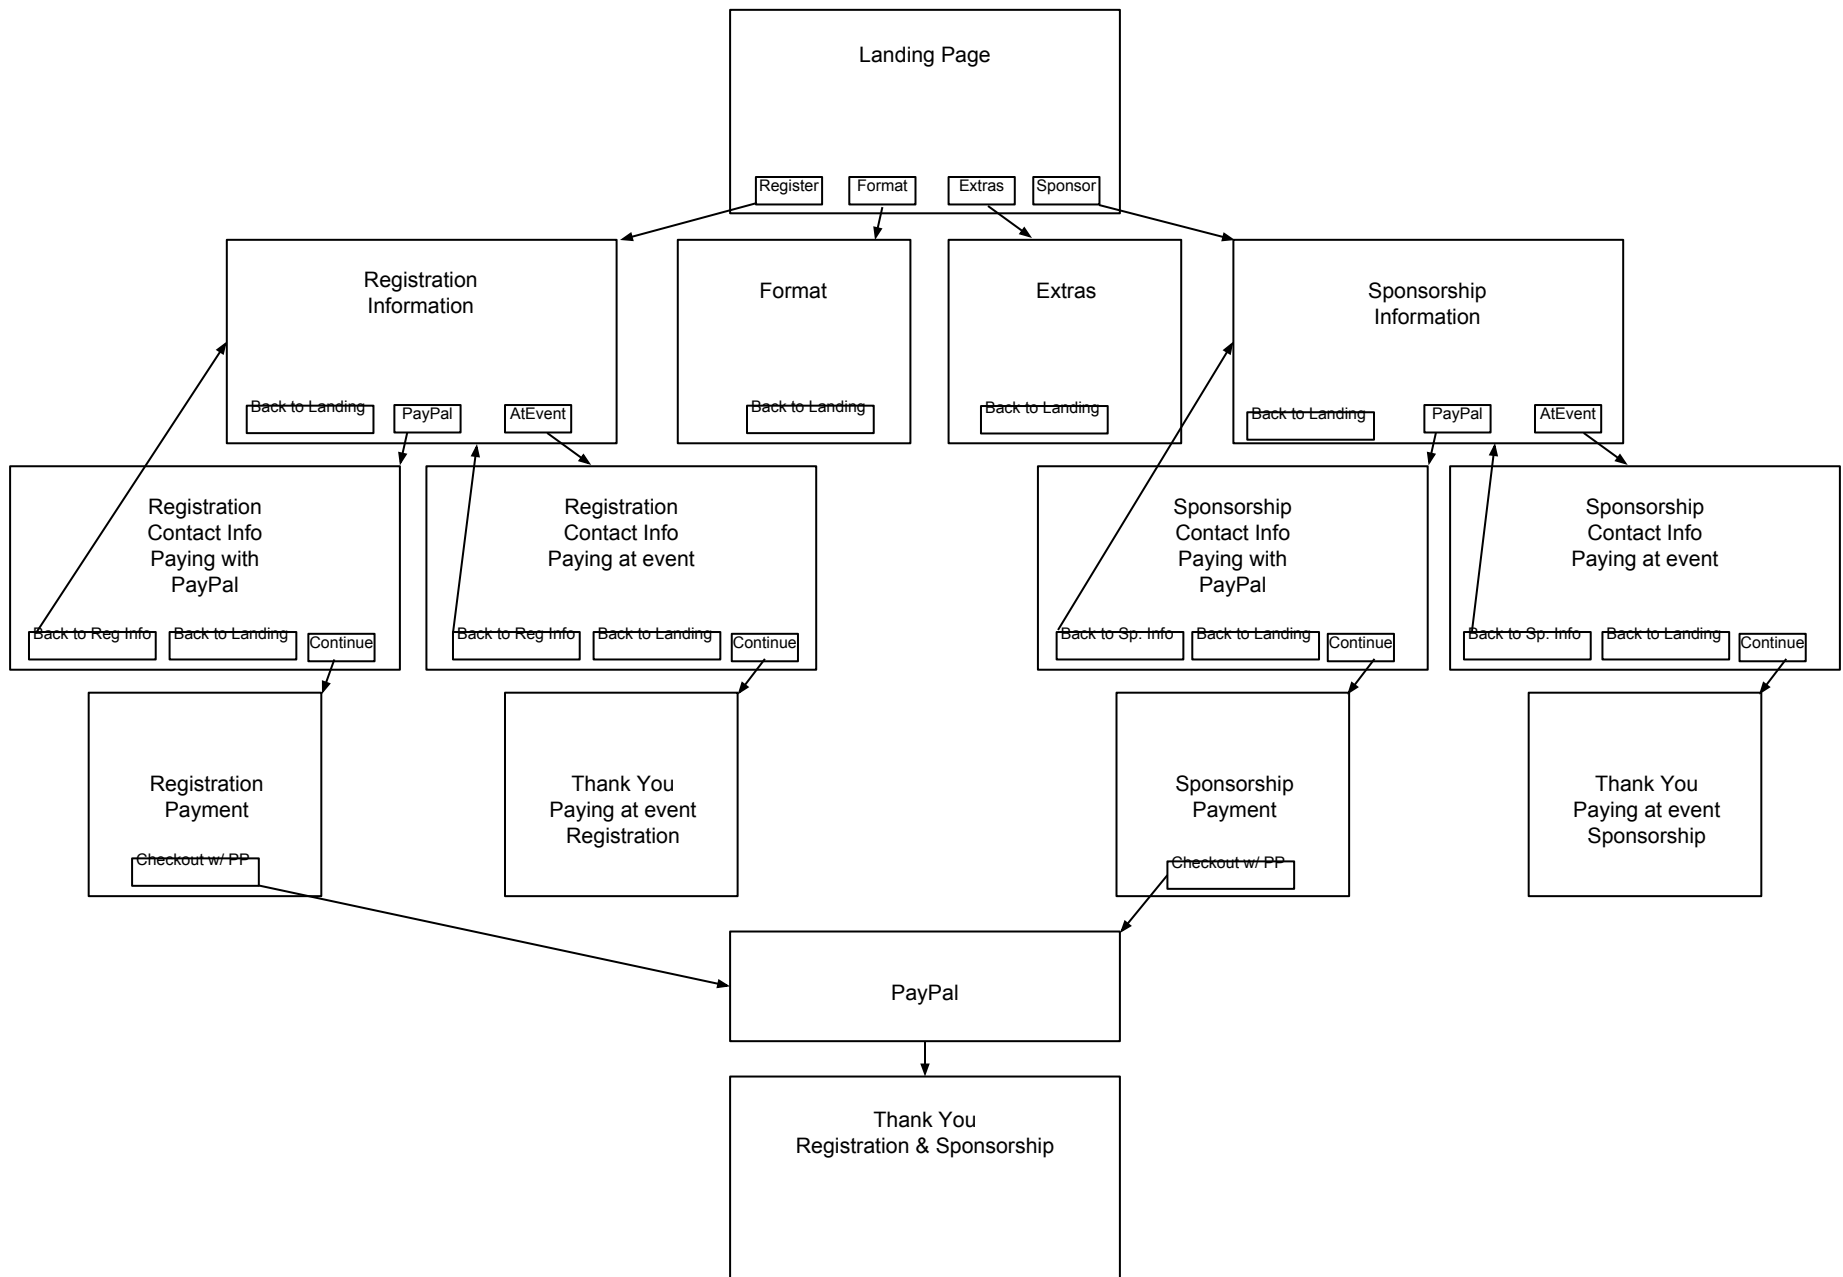 Landing Page
Register
Format
Extras
Sponsor
Registration
Information
Back to Landing
PayPal
AtEvent
Format
Back to Landing
Extras
Back to Landing
Sponsorship
Information
Back to Landing
PayPal
AtEvent
Registration
Contact Info
Paying with
PayPal
Back to Reg Info
Back to Landing
Continue
Registration
Contact Info
Paying at event
Back to Reg Info
Back to Landing
Continue
Sponsorship
Contact Info
Paying with
PayPal
Back to Sp. Info
Back to Landing
Continue
Sponsorship
Contact Info
Paying at event
Back to Sp. Info
Back to Landing
Continue
Registration
Payment
Checkout w/ PP
Thank You
Paying at event
Registration
Sponsorship
Payment
Checkout w/ PP
Thank You
Paying at event
Sponsorship
PayPal
Thank You
Registration & Sponsorship